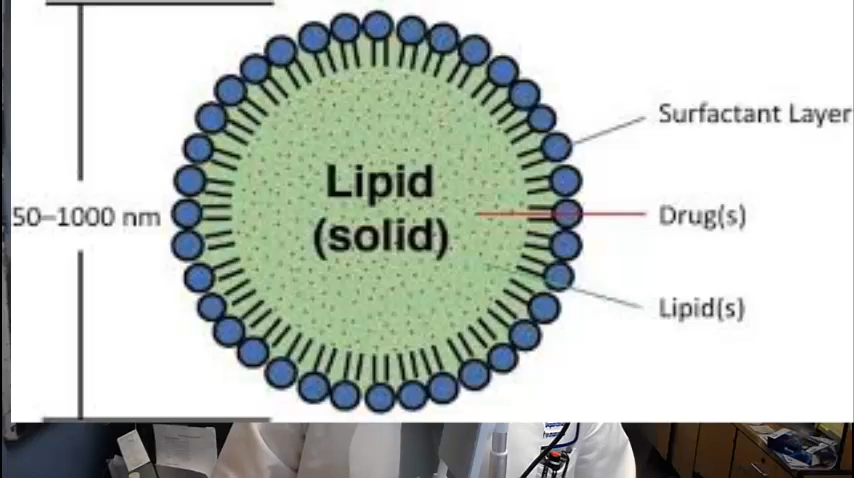 Surfactant Layer
Lipid
(solid)
50–1000 nm
Drug(s)
Lipid(s)